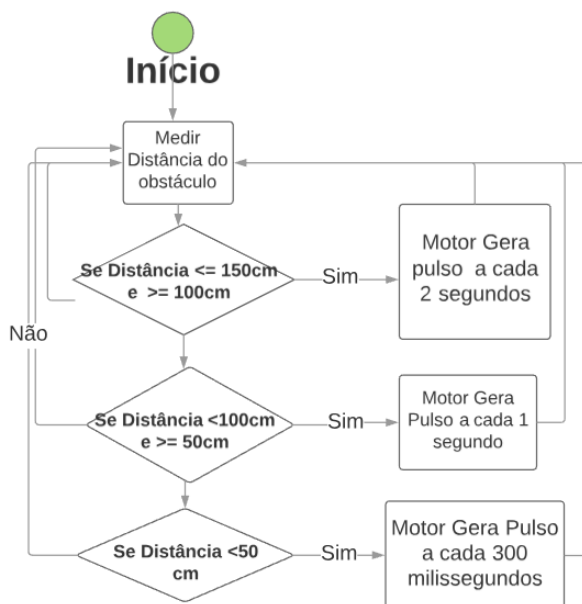 Início
Medir
Distância do
obstáculo
Se Distância <= 150cm
e >= 100cm
Sim
Motor Gera
pulso a cada
2 segundos
Não
Se Distância <100cm
e >= 50cm
Sim
Motor Gera
Pulso a cada 1
segundo
Se Distância <50
cm
Sim
Motor Gera Pulso
a cada 300
milissegundos